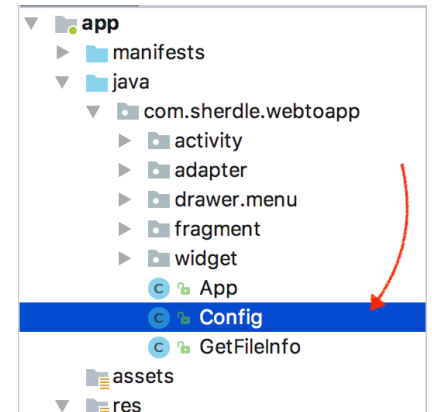 app
manifests
java
com.sherdle.webtoapp
activity
adapter
drawer.menu
fragment
widget
C App
C Config
C GetFileInfo
assets
res